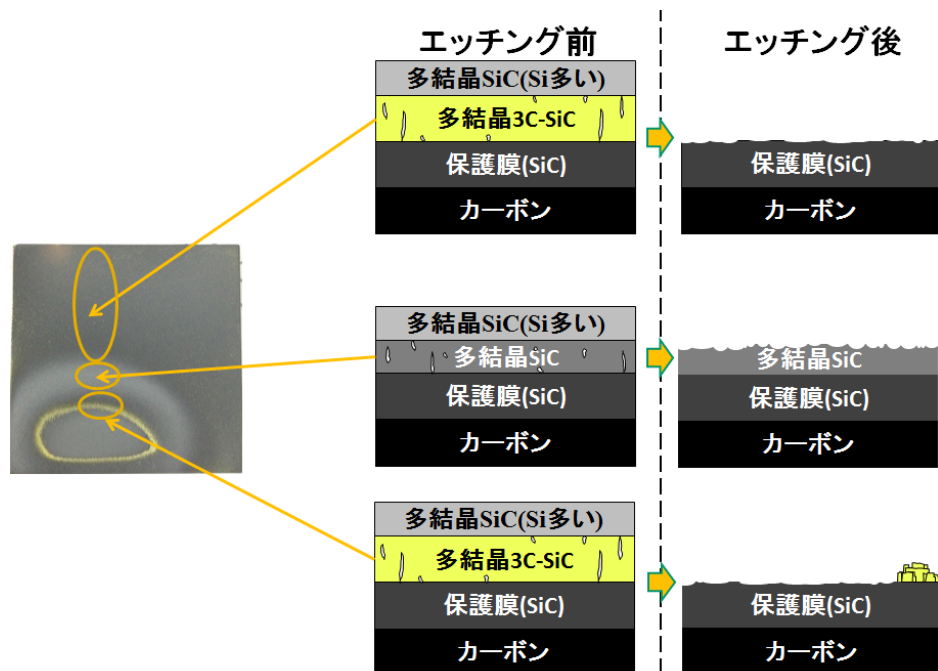 エッチング前
エッチング後
多結晶SiC(Si多い)
多結晶3C-SiC
保護膜(SiC)
カーボン
保護膜(SiC)
カーボン
多結晶SiC(Si多い)
多結晶SiC
保護膜(SiC)
カーボン
多結晶SiC
保護膜(SiC)
カーボン
多結晶SiC(Si多い)
多結晶3C-SiC
保護膜(SiC)
カーボン
保護膜(SiC)
カーボン